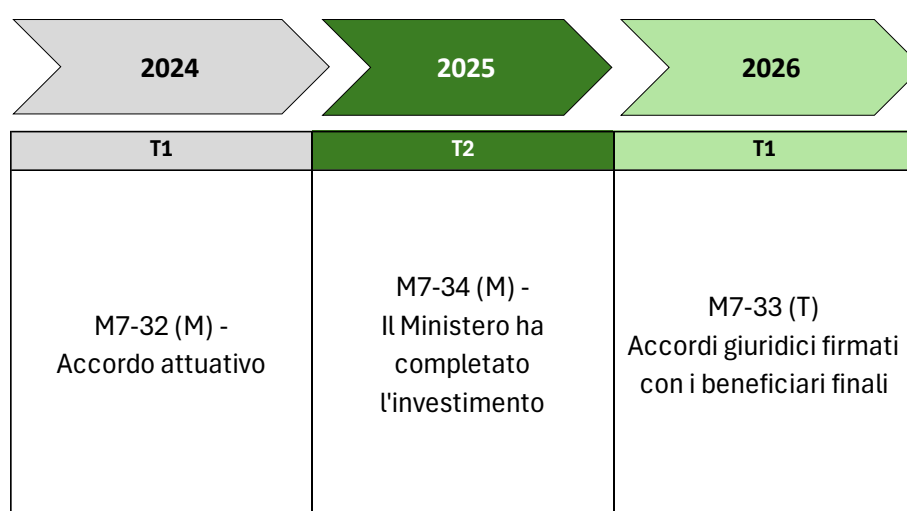 2024
2025
2026
T1
T2
T1
M7-32 (M) -
Accordo attuativo
M7-34 (M) -
Il Ministero ha
completato
l'investimento
M7-33 (T)
Accordi giuridici firmati
con i beneficiari finali